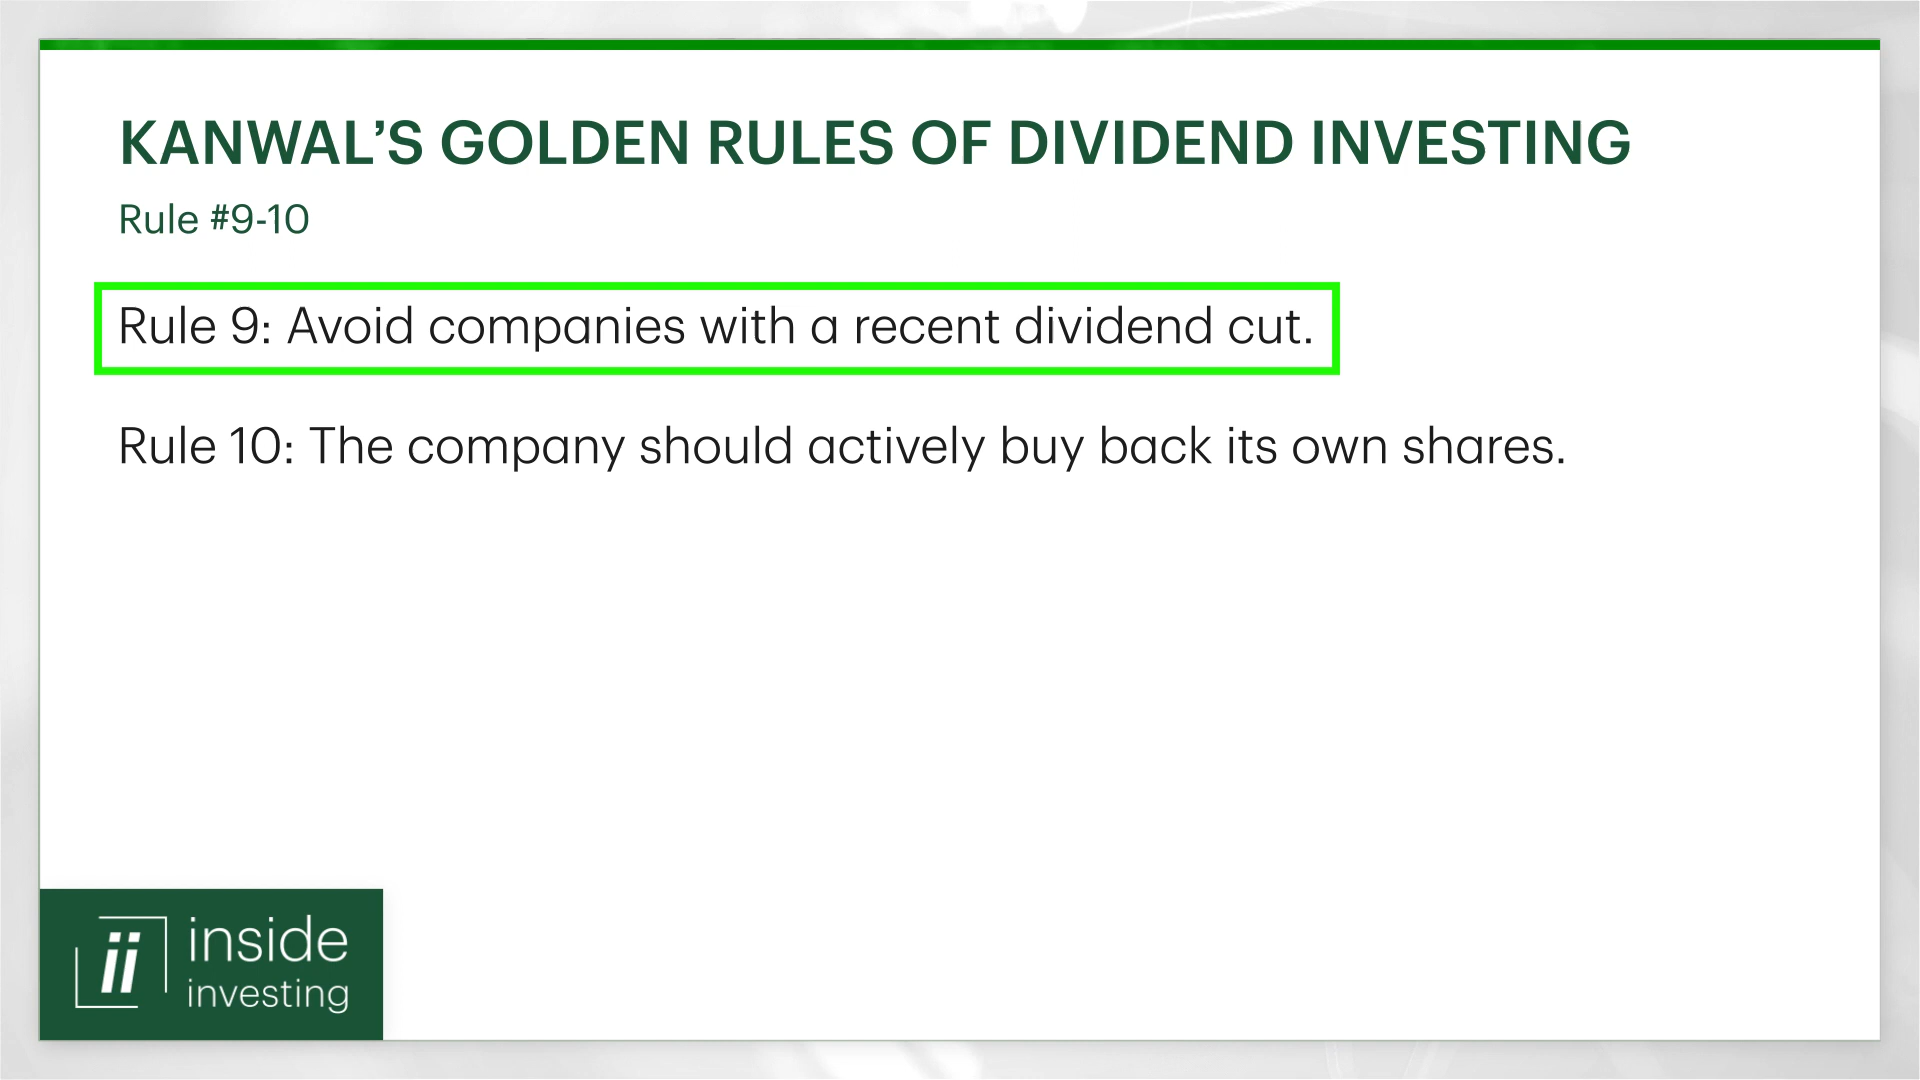 KANWAL’S GOLDEN RULES OF DIVIDEND INVESTING
Rule #9-10
Rule 9: Avoid companies with a recent dividend cut.
Rule 10: The company should actively buy back its own shares.
ii
inside
investing